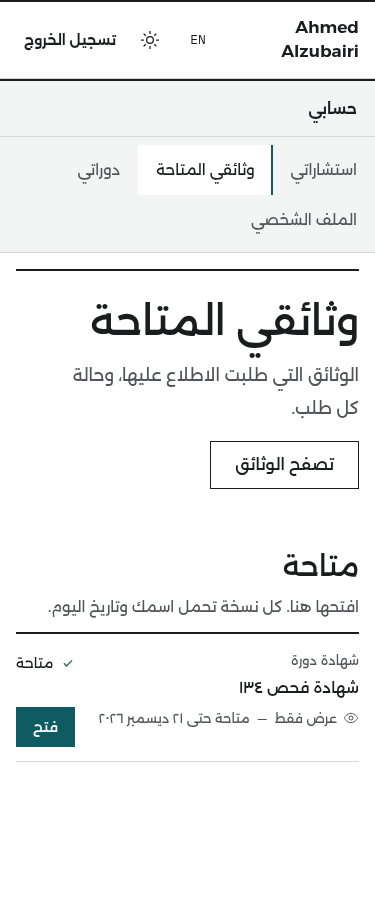 Ahmed
Alzubairi
EN
تسجيل الخروج
حسابي
استشاراتي
وثائقي المتاحة
دوراتي
الملف الشخصي
وثائقي المتاحة
الوثائق التي طلبت الاطلاع عليها، وحالة
كل طلب.
تصفح الوثائق
متاحة
افتحها هنا. كل نسخة تحمل اسمك وتاريخ اليوم.
شهادة دورة
متاحة
شهادة فحص ١٣٤
عرض فقط — متاحة حتى ٢١ ديسمبر ٢٠٢٦
فتح